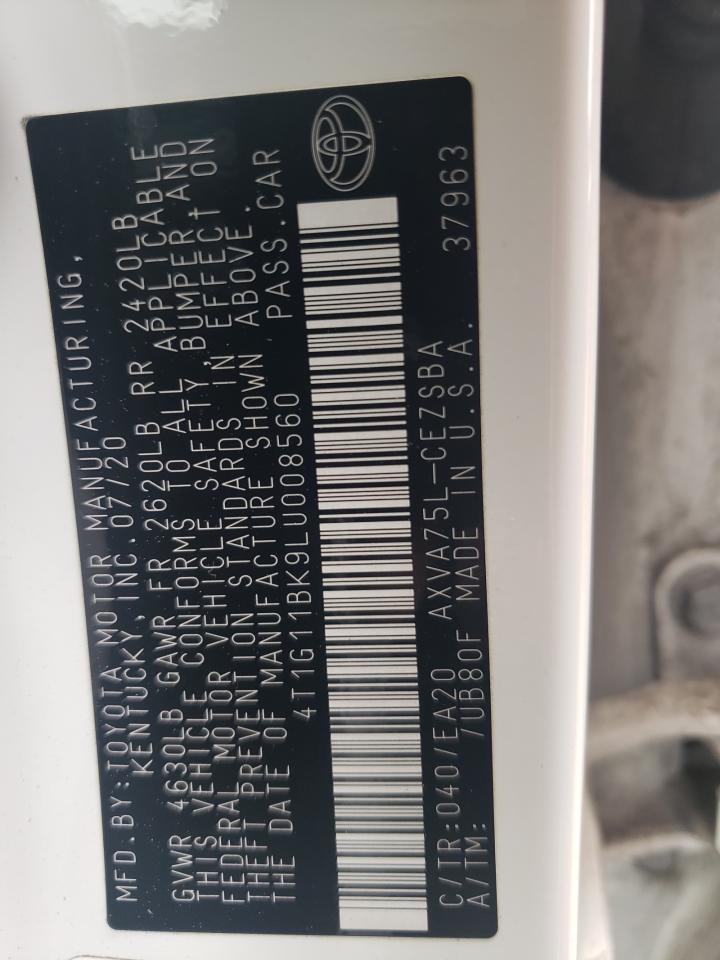 MFD.BY:TOYOTA MOTOR MANUFACTURING,
KENTUCKY, INC.07/20
GVWR 4630LB GAWR FR 2620LB RR 2420LB
THIS VEHICLE CONFORMS TO ALL APPLICABLE
FEDERAL MOTOR VEHICLE SAFETY,BUMPER AND
THEFT PREVENTION STANDARDS IN EFFECT ON
THE DATE OF MANUFACTURE SHOWN ABOVE.
4T1G11BK9LU008560 PASS.CAR
C/TR:040/EA20 AXVA75L-CEZSBA 37963
A/TM: /UB80F MADE IN U.S.A.